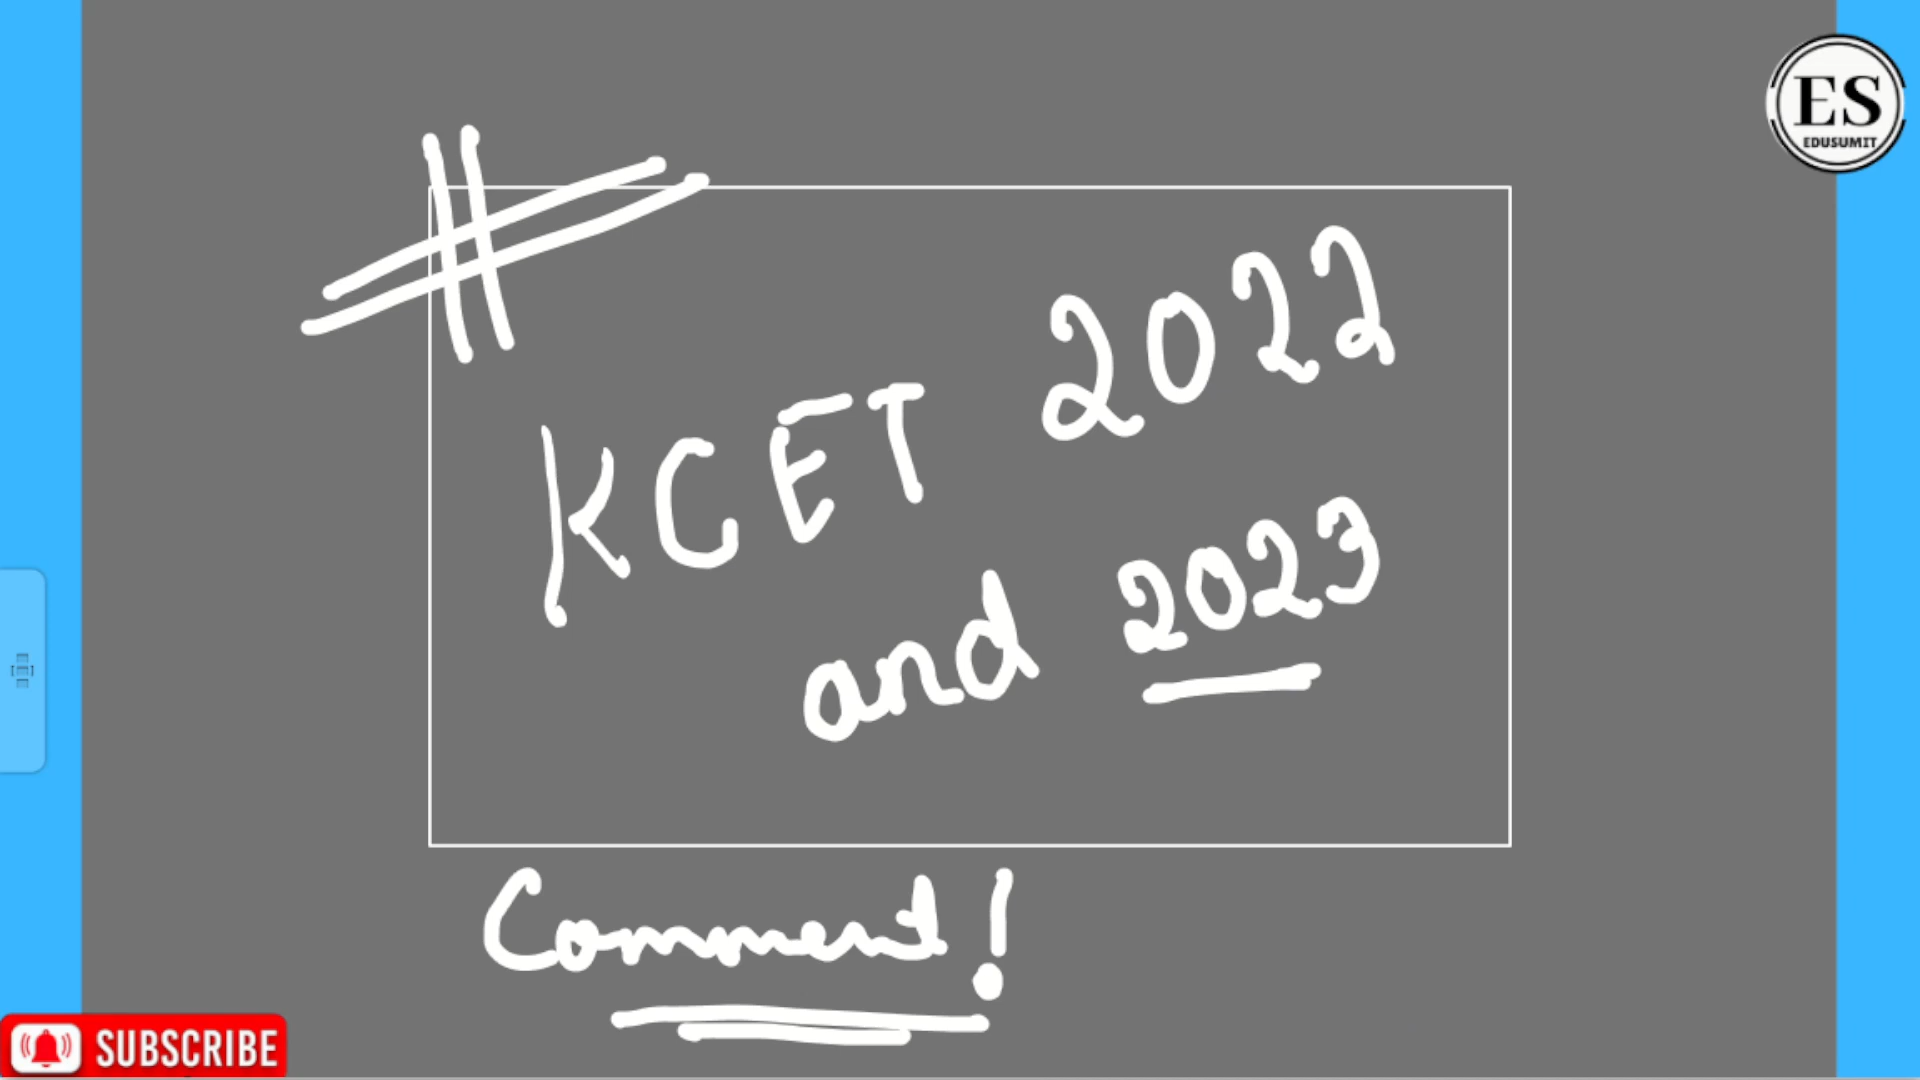 ES
EDUSUMIT
#
KCET 2022
and 2023
Comment!
SUBSCRIBE